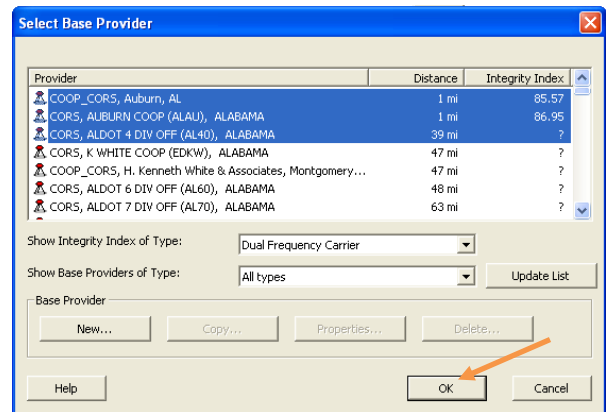 Select Base Provider
Provider Distance Integrity Index
COOP_CORS, Auburn, AL 1 mi 85.57
CORS, AUBURN COOP (ALAU), ALABAMA 1 mi 86.95
CORS, ALDOT 4 DIV OFF (AL40), ALABAMA 39 mi ?
CORS, K WHITE COOP (EDKW), ALABAMA 47 mi ?
COOP_CORS, H. Kenneth White & Associates, Montgomery... 47 mi ?
CORS, ALDOT 6 DIV OFF (AL60), ALABAMA 48 mi ?
CORS, ALDOT 7 DIV OFF (AL70), ALABAMA 63 mi ?
Show Integrity Index of Type: Dual Frequency Carrier
Show Base Providers of Type: All types Update List
Base Provider
New... Copy... Properties... Delete...
Help OK Cancel